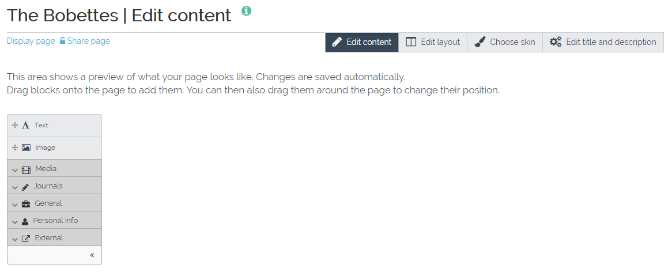 The Bobettes | Edit content
Display page Share page
Edit content Edit layout Choose skin Edit title and description
This area shows a preview of what your page looks like. Changes are saved automatically.
Drag blocks onto the page to add them. You can then also drag them around the page to change their position.
A Text
Image
Media
Journals
General
Personal info
External
«